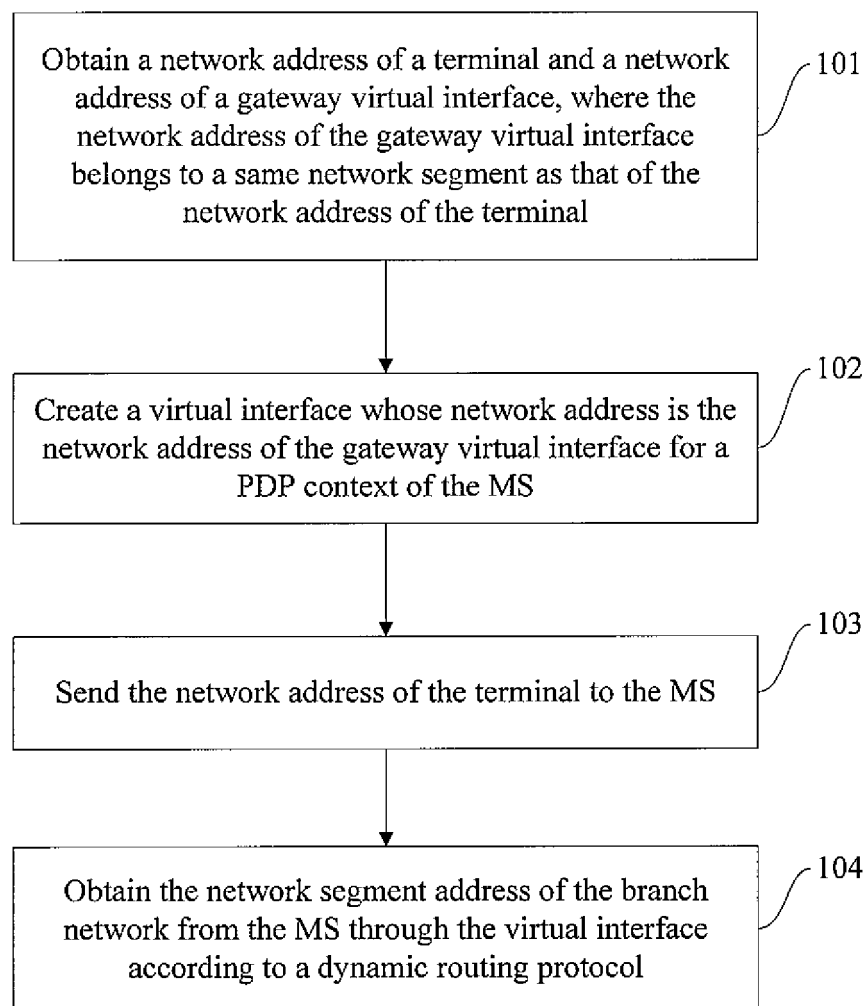 Obtain a network address of a terminal and a network
address of a gateway virtual interface, where the
network address of the gateway virtual interface
belongs to a same network segment as that of the
network address of the terminal
101
Create a virtual interface whose network address is the
network address of the gateway virtual interface for a
PDP context of the MS
102
Send the network address of the terminal to the MS
103
Obtain the network segment address of the branch
network from the MS through the virtual interface
according to a dynamic routing protocol
104